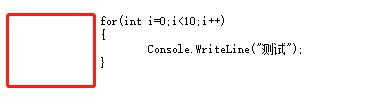 for(int i=0;i<10;i++)
{
Console.WriteLine("测试");
}